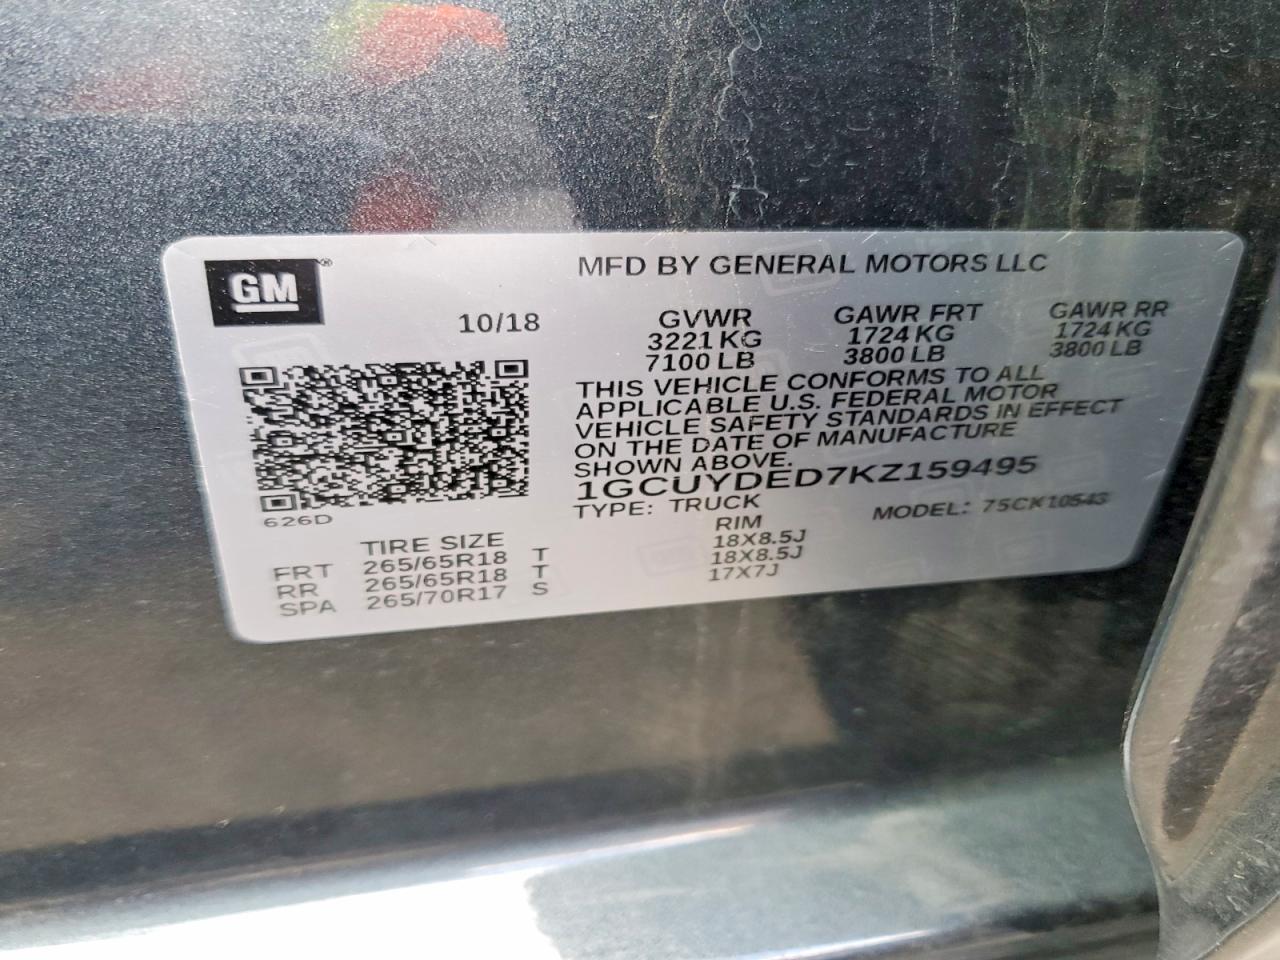 GM®
MFD BY GENERAL MOTORS LLC
10/18
GVWR GAWR FRT GAWR RR
3221 KG 1724 KG 1724 KG
7100 LB 3800 LB 3800 LB
THIS VEHICLE CONFORMS TO ALL
APPLICABLE U.S. FEDERAL MOTOR
VEHICLE SAFETY STANDARDS IN EFFECT
ON THE DATE OF MANUFACTURE
SHOWN ABOVE.
1GCUYDED7KZ159495
TYPE: TRUCK MODEL: 75CK10543
626D
TIRE SIZE RIM
FRT 265/65R18 T 18X8.5J
RR 265/65R18 T 18X8.5J
SPA 265/70R17 S 17X7J